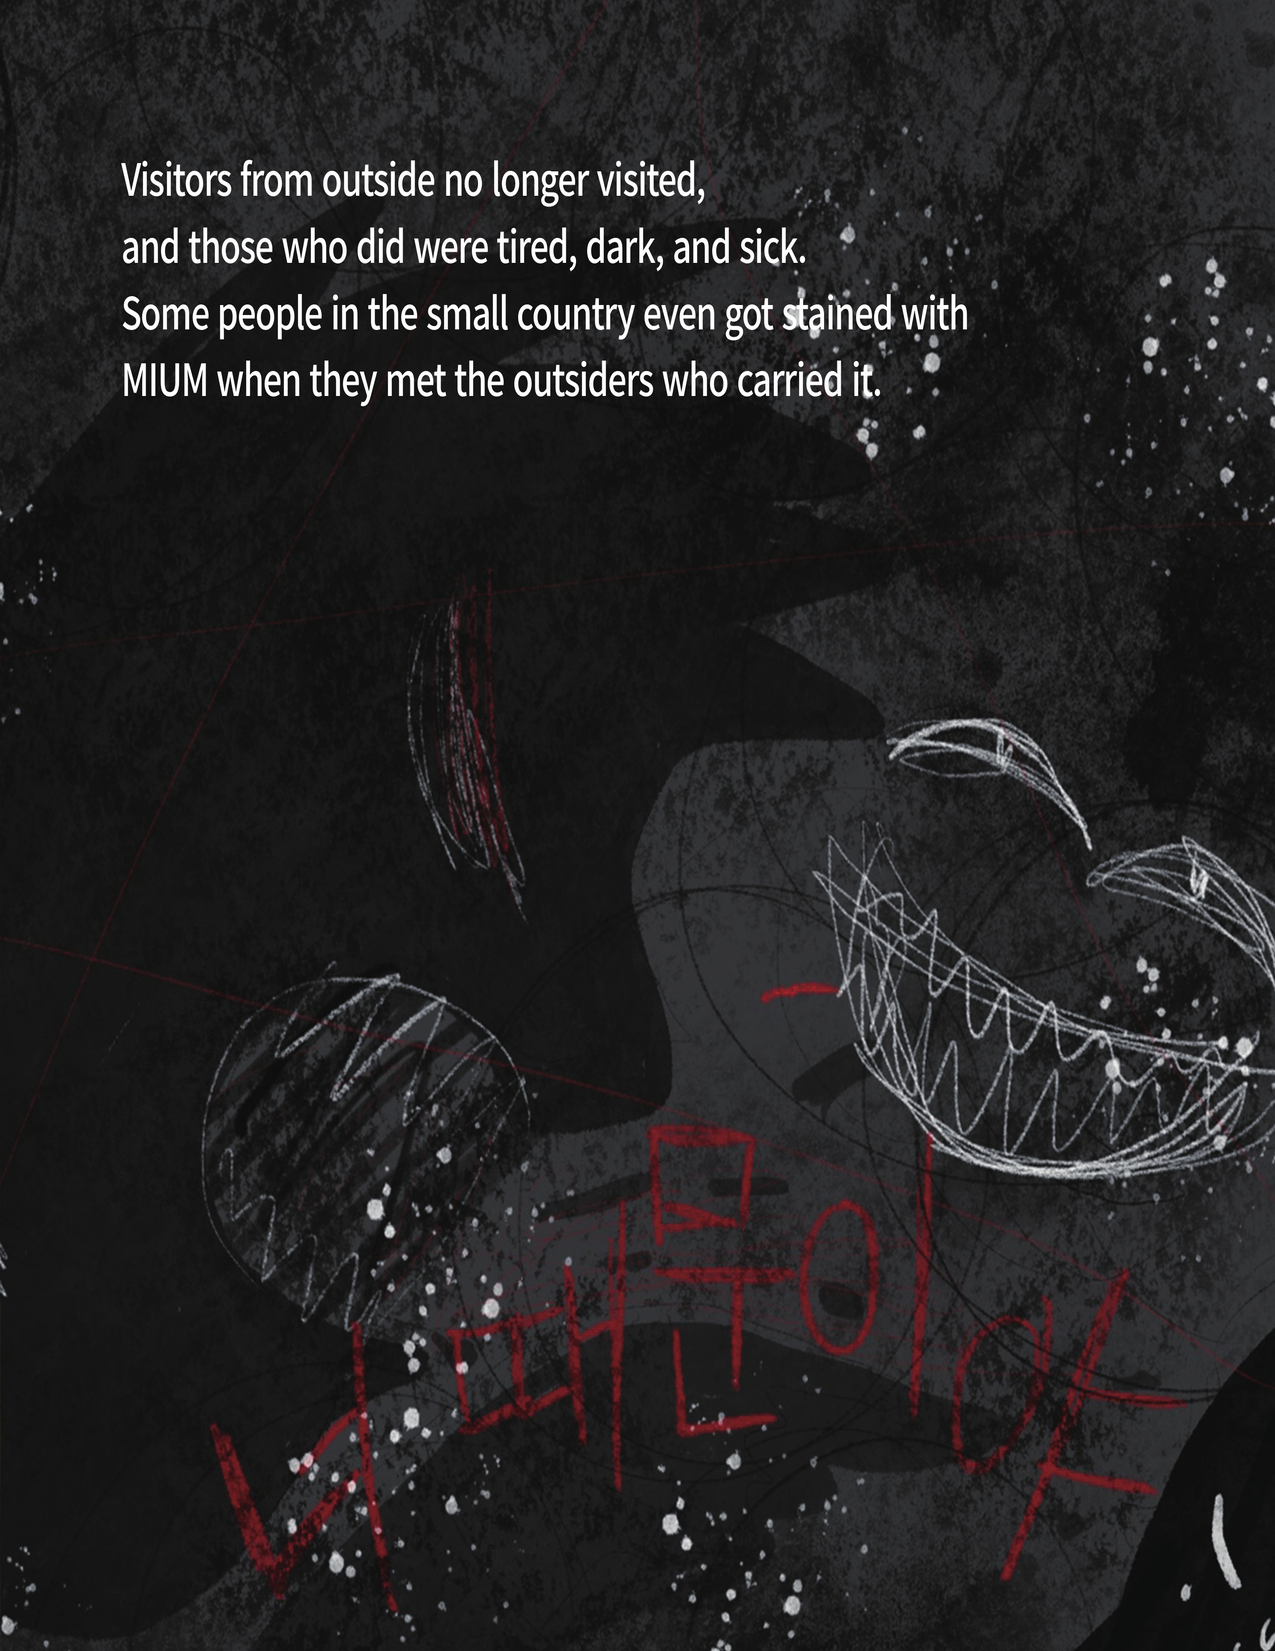 Visitors from outside no longer visited,
and those who did were tired, dark, and sick.
Some people in the small country even got stained with
MIUM when they met the outsiders who carried it.
너 때문이야